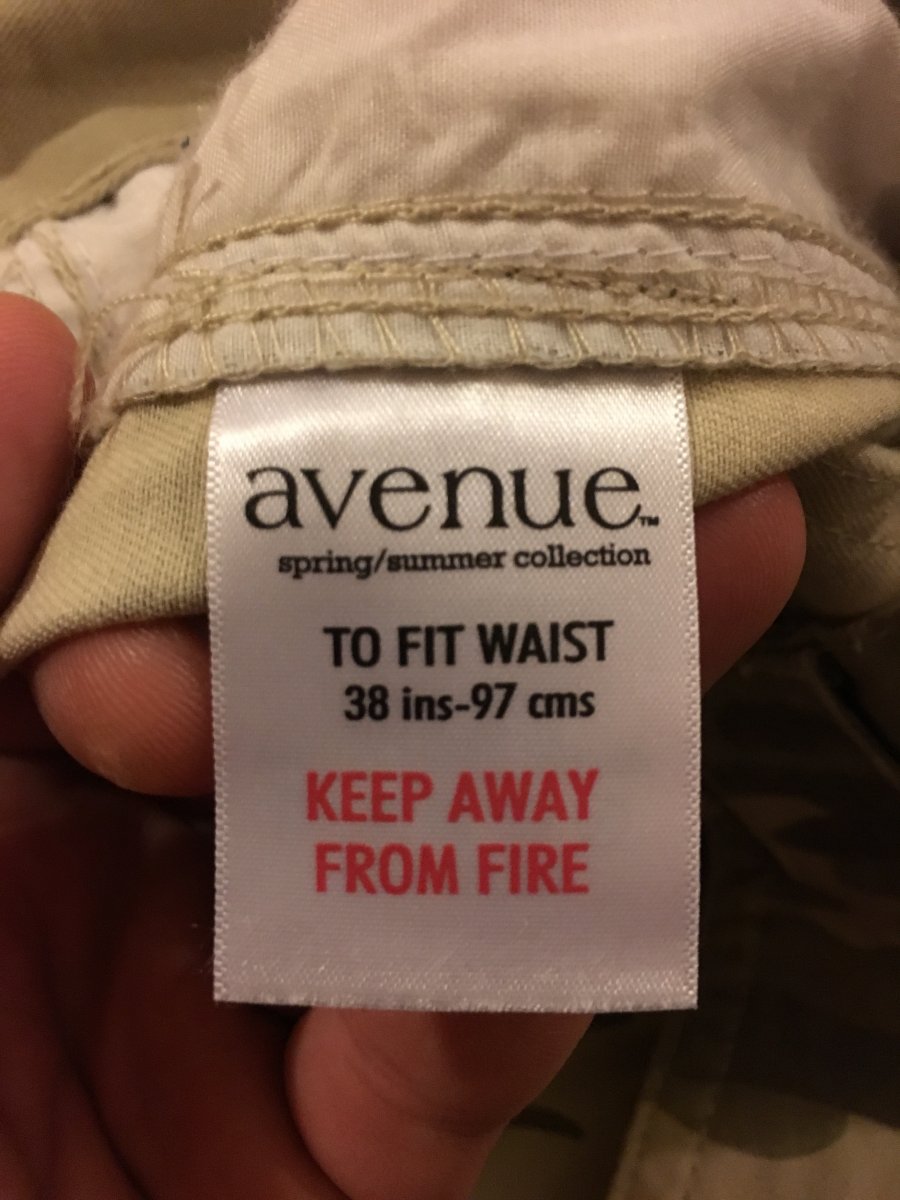 avenue™
spring/summer collection
TO FIT WAIST
38 ins-97 cms
KEEP AWAY
FROM FIRE